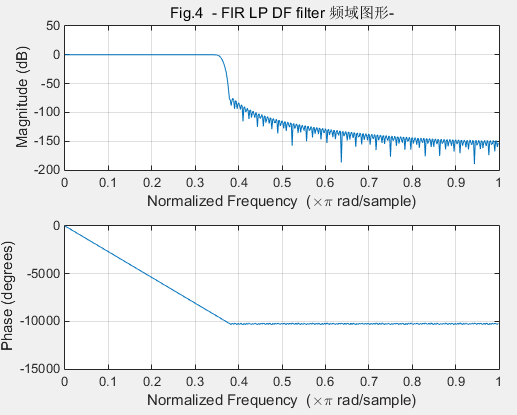 Fig.4 - FIR LP DF filter 频域图形-
50
0
-50
-100
-150
-200
Magnitude (dB)
0 0.1 0.2 0.3 0.4 0.5 0.6 0.7 0.8 0.9 1
Normalized Frequency (×π rad/sample)
0
-5000
-10000
-15000
Phase (degrees)
0 0.1 0.2 0.3 0.4 0.5 0.6 0.7 0.8 0.9 1
Normalized Frequency (×π rad/sample)